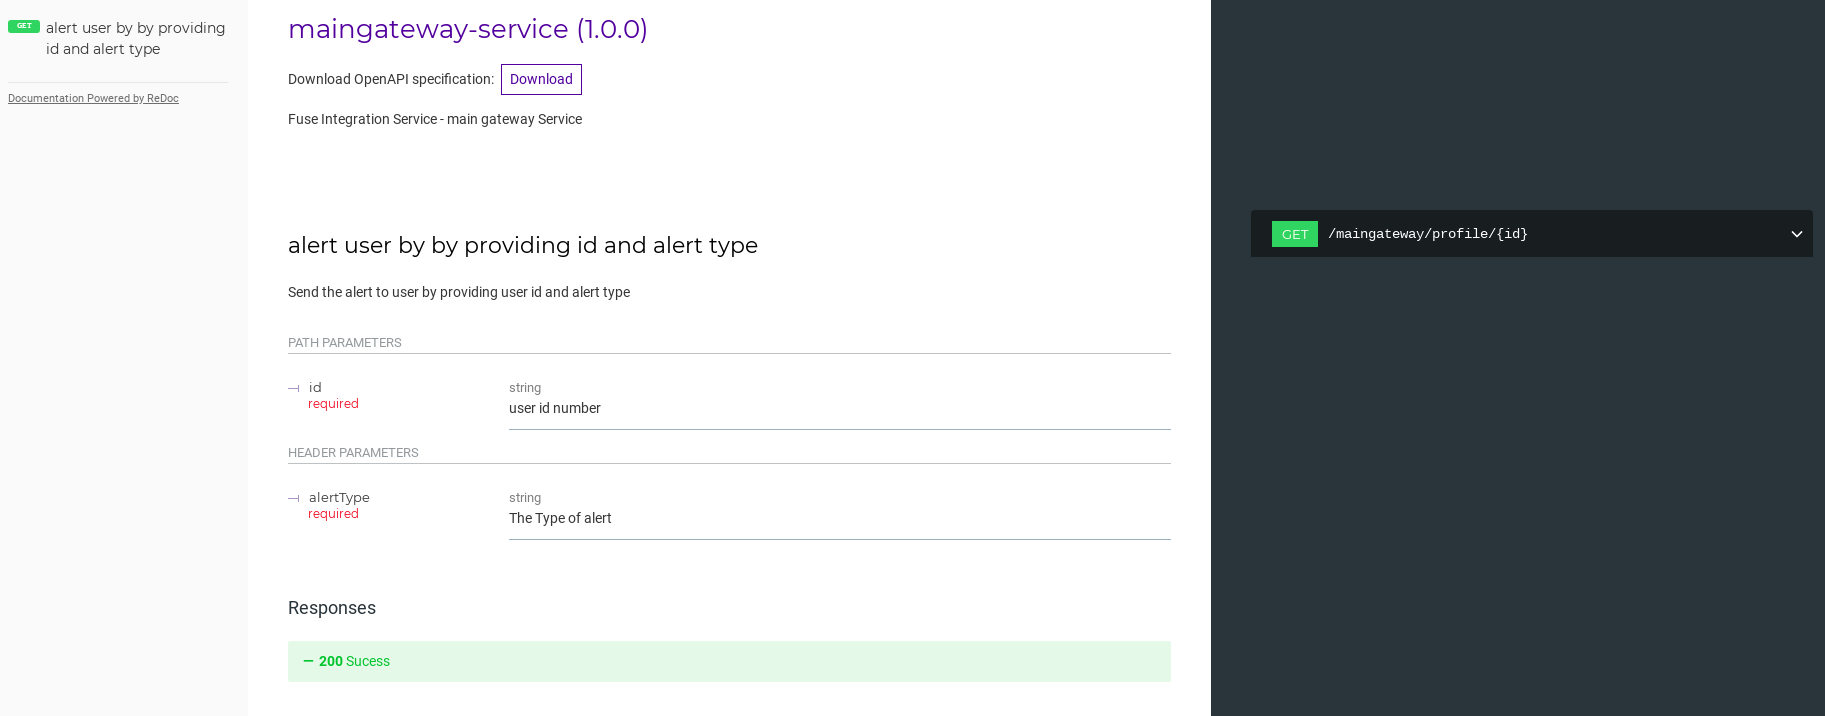 GET alert user by by providing
id and alert type
Documentation Powered by ReDoc
maingateway-service (1.0.0)
Download OpenAPI specification: Download
Fuse Integration Service - main gateway Service
alert user by by providing id and alert type
Send the alert to user by providing user id and alert type
PATH PARAMETERS
id string
required user id number
HEADER PARAMETERS
alertType string
required The Type of alert
Responses
200 Sucess
GET /maingateway/profile/{id}